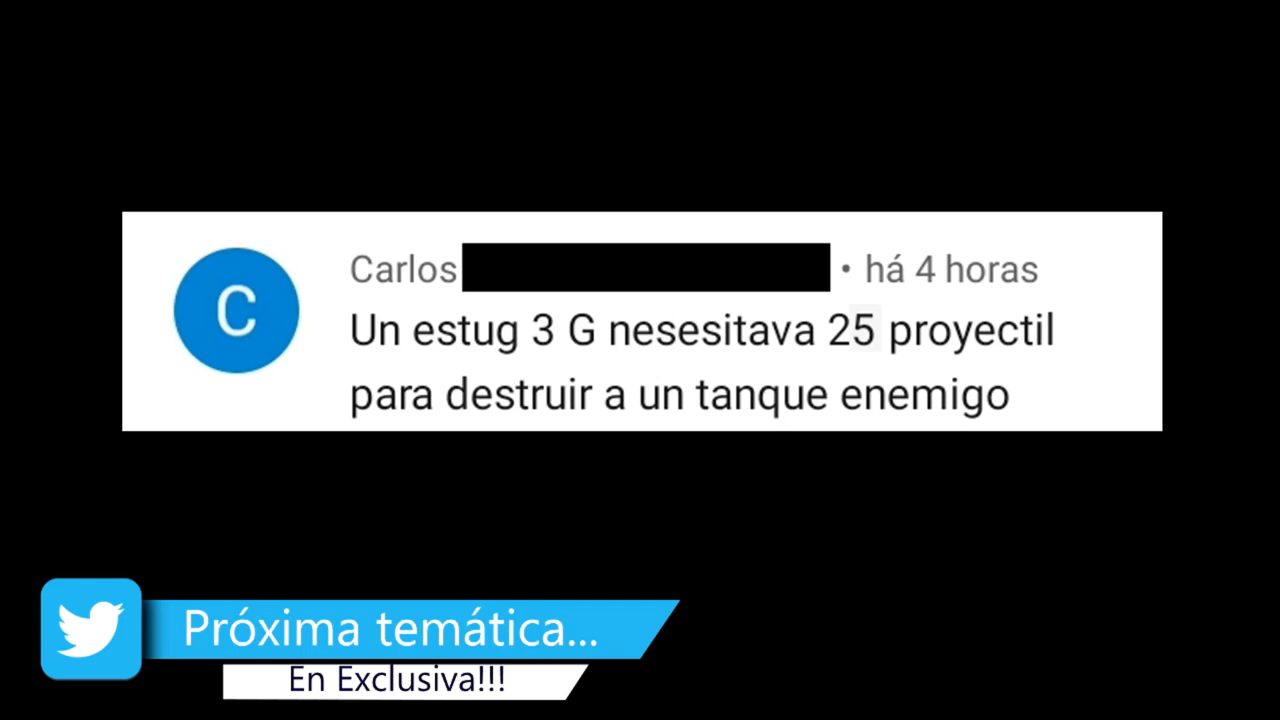 C
Carlos • há 4 horas
Un estug 3 G nesesitava 25 proyectil
para destruir a un tanque enemigo
Próxima temática...
En Exclusiva!!!